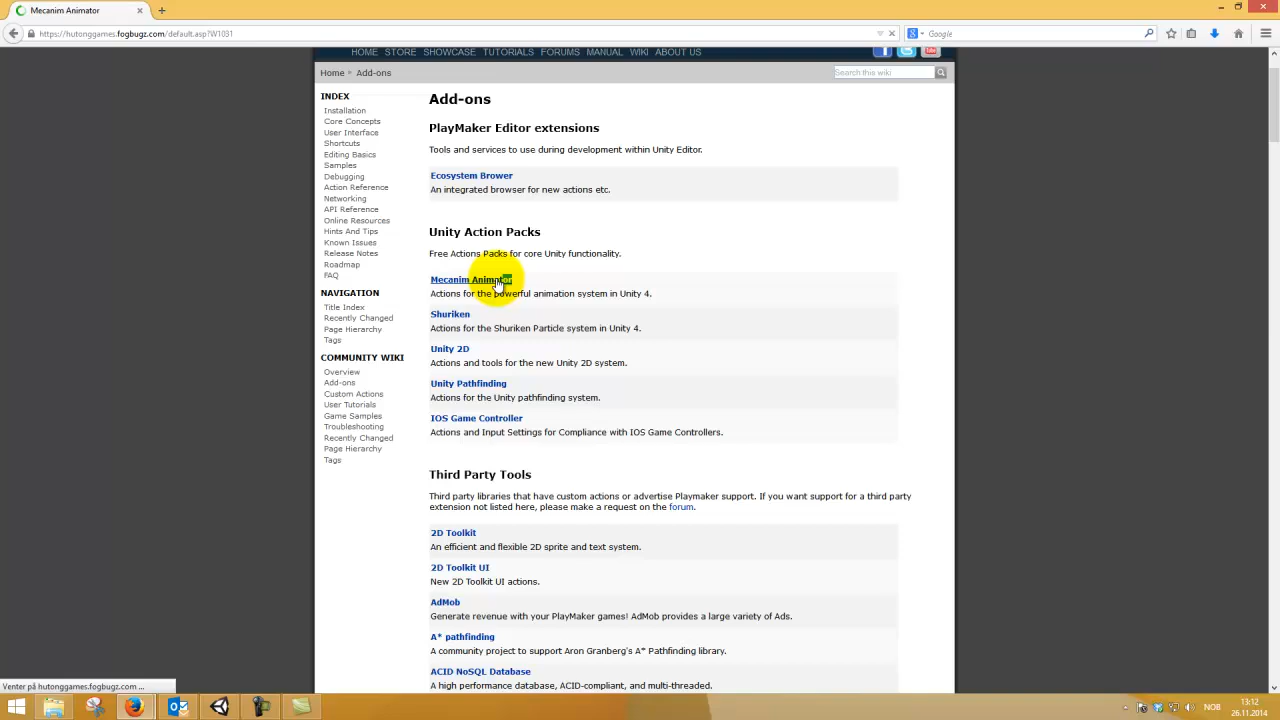 Mecanim Animator
https://hutonggames.fogbugz.com/default.asp?W1031
Google
HOME STORE SHOWCASE TUTORIALS FORUMS MANUAL WIKI ABOUT US
Home » Add-ons
Search this wiki
INDEX
Installation
Core Concepts
User Interface
Shortcuts
Editing Basics
Samples
Debugging
Action Reference
Networking
API Reference
Online Resources
Hints And Tips
Known Issues
Release Notes
Roadmap
FAQ
NAVIGATION
Title Index
Recently Changed
Page Hierarchy
Tags
COMMUNITY WIKI
Overview
Add-ons
Custom Actions
User Tutorials
Game Samples
Troubleshooting
Recently Changed
Page Hierarchy
Tags
Add-ons
PlayMaker Editor extensions
Tools and services to use during development within Unity Editor.
Ecosystem Brower
An integrated browser for new actions etc.
Unity Action Packs
Free Actions Packs for core Unity functionality.
Mecanim Animator
Actions for the powerful animation system in Unity 4.
Shuriken
Actions for the Shuriken Particle system in Unity 4.
Unity 2D
Actions and tools for the new Unity 2D system.
Unity Pathfinding
Actions for the Unity pathfinding system.
IOS Game Controller
Actions and Input Settings for Compliance with IOS Game Controllers.
Third Party Tools
Third party libraries that have custom actions or advertise Playmaker support. If you want support for a third party
extension not listed here, please make a request on the forum.
2D Toolkit
An efficient and flexible 2D sprite and text system.
2D Toolkit UI
New 2D Toolkit UI actions.
AdMob
Generate revenue with your PlayMaker games! AdMob provides a large variety of Ads.
A* pathfinding
A community project to support Aron Granberg's A* Pathfinding library.
ACID NoSQL Database
A high performance database, ACID-compliant, and multi-threaded.
Venter på hutonggames.fogbugz.com ...
NOB
13:12
26.11.2014